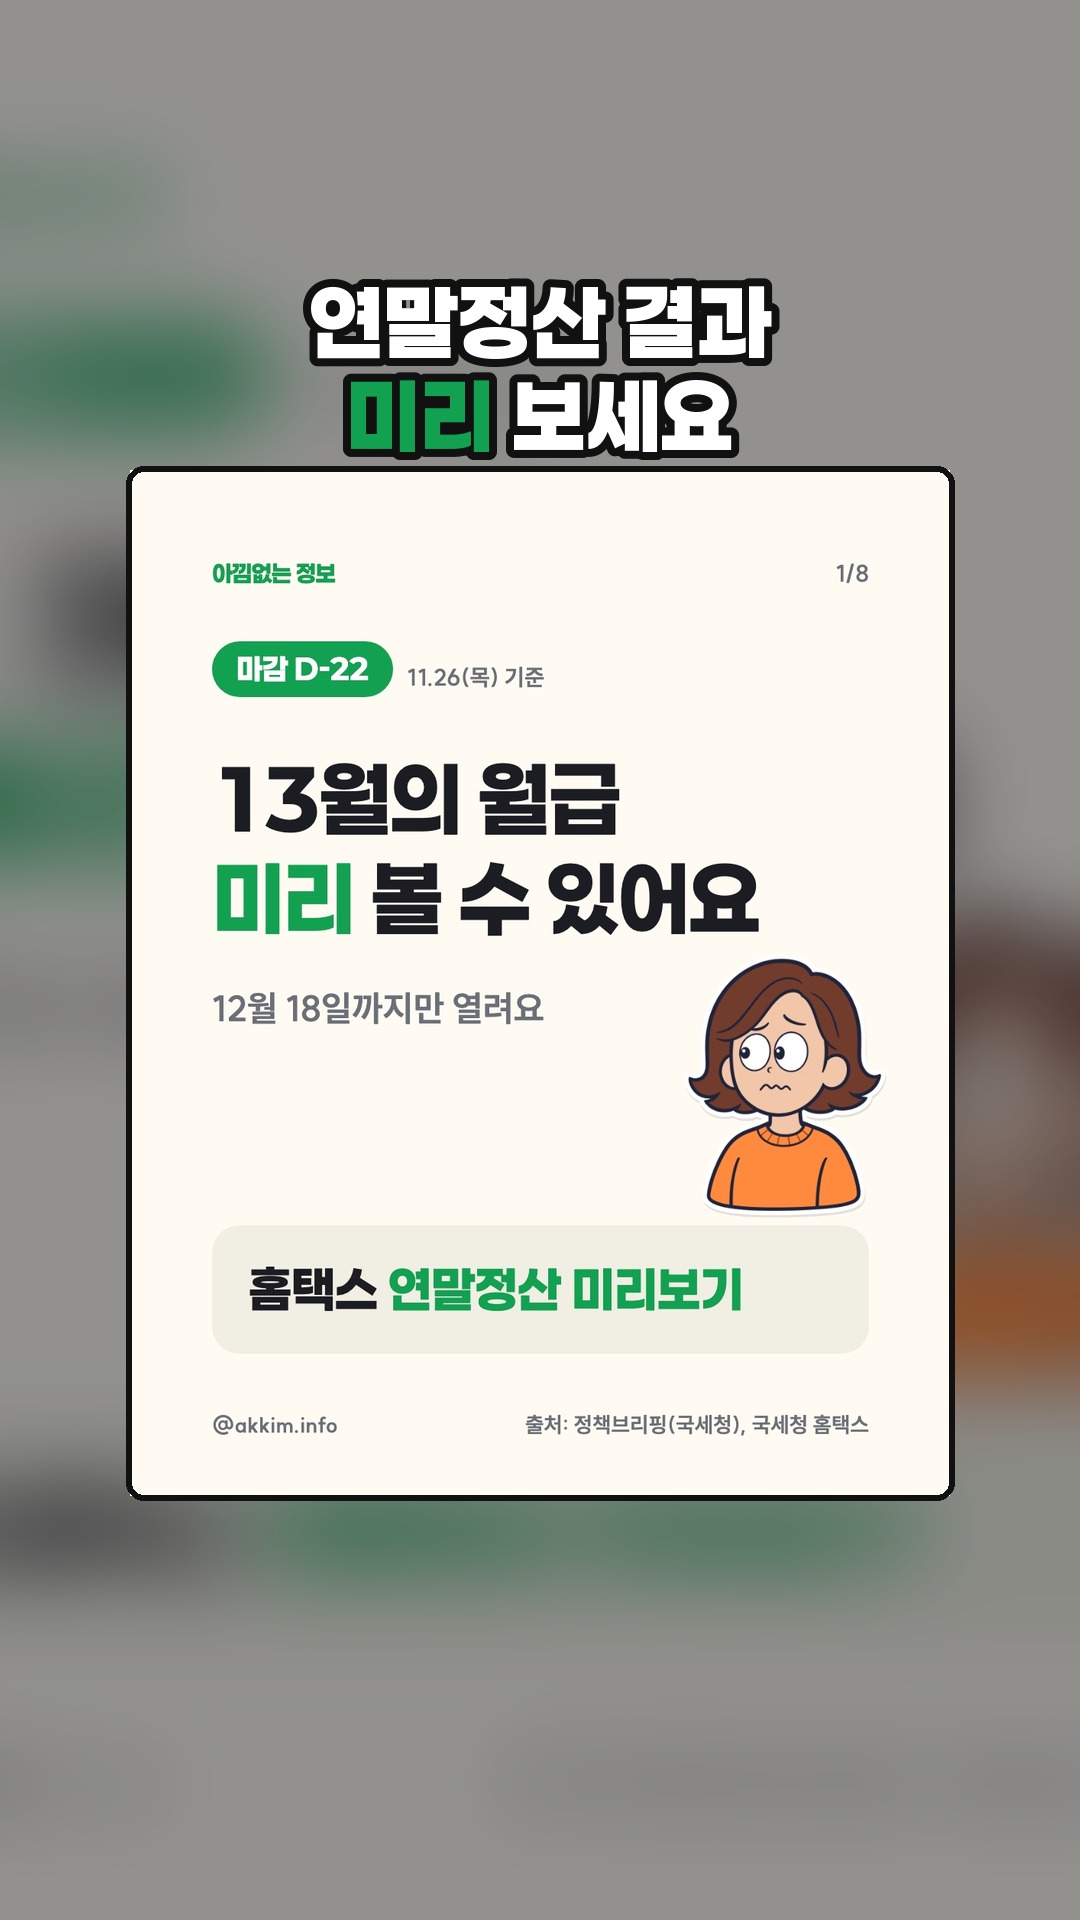 연말정산 결과
미리 보세요
아낌없는 정보
1/8
마감 D-22 11.26(목) 기준
13월의 월급
미리 볼 수 있어요
12월 18일까지만 열려요
홈택스 연말정산 미리보기
@akkim.info
출처: 정책브리핑(국세청), 국세청 홈택스